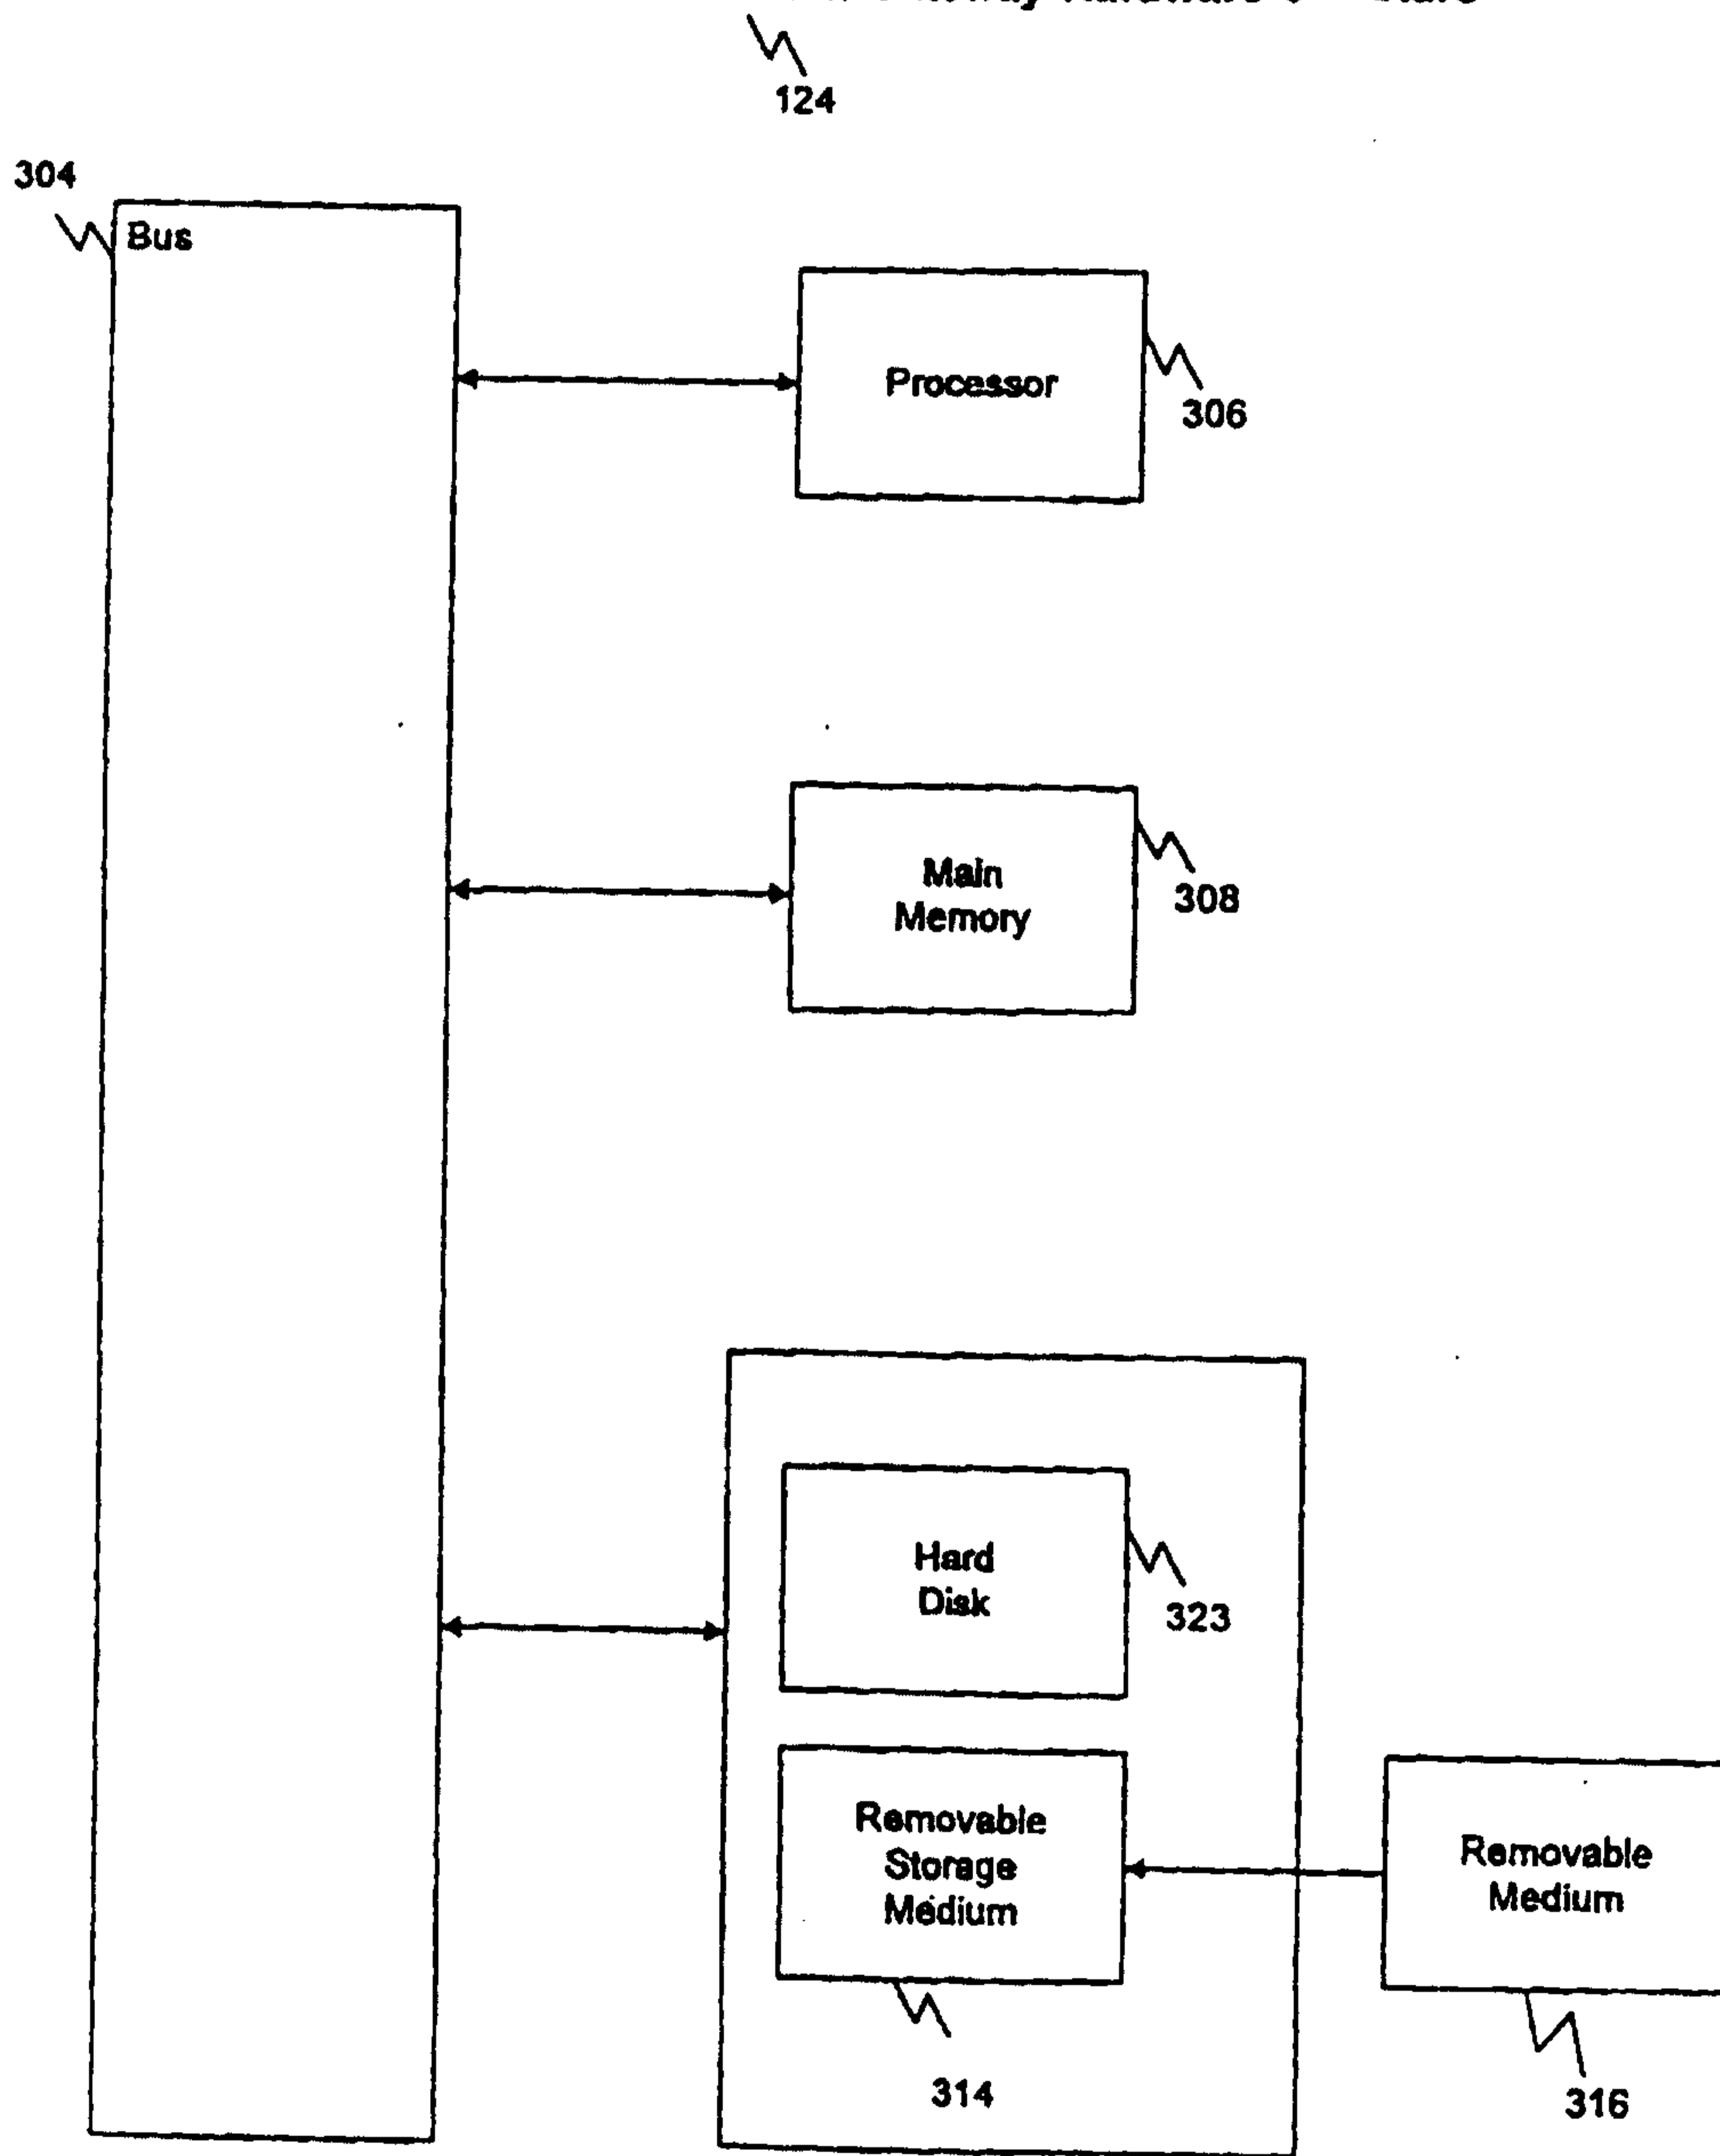 124
304
Bus
Processor
306
Main
Memory
308
Hard
Disk
323
Removable
Storage
Medium
Removable
Medium
314
316